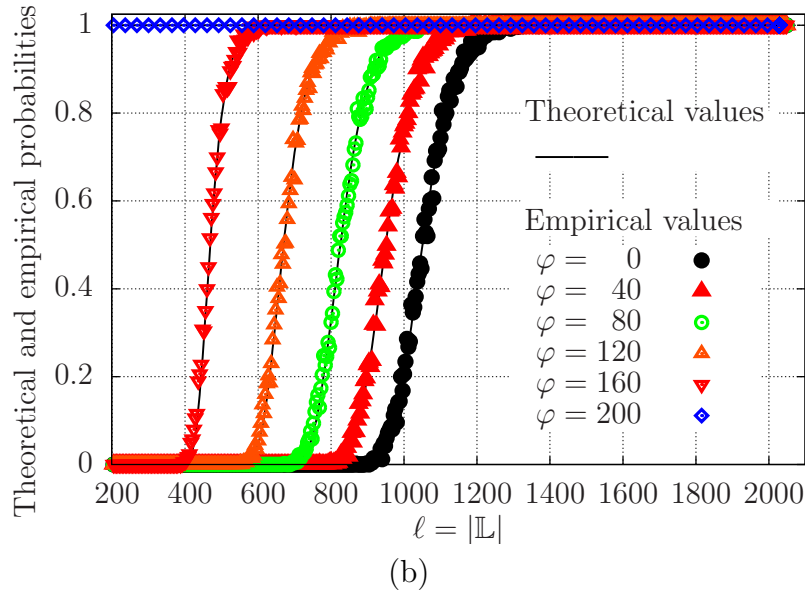 Theoretical and empirical probabilities
1
0.8
0.6
0.4
0.2
0
200 400 600 800 1000 1200 1400 1600 1800 2000
ℓ = |𝕃|
Theoretical values
Empirical values
φ = 0
φ = 40
φ = 80
φ = 120
φ = 160
φ = 200
(b)